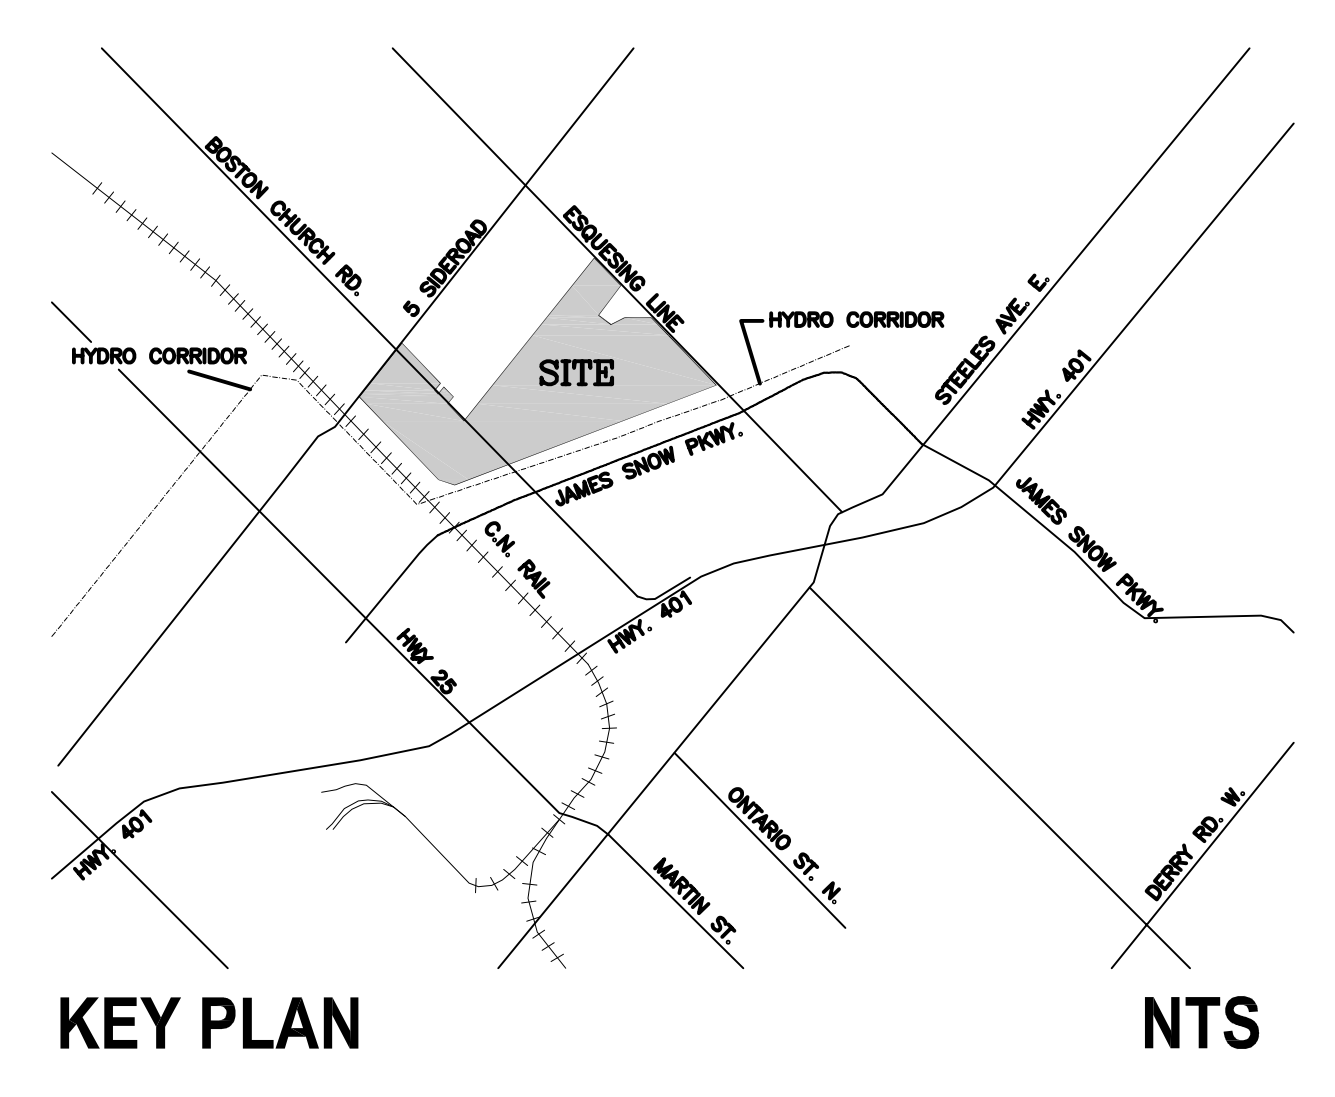 BOSTON CHURCH RD.
5 SIDEROAD
ESQUESING LINE
STEELES AVE. E.
HYDRO CORRIDOR
HYDRO CORRIDOR
HWY. 401
SITE
JAMES SNOW PKWY.
JAMES SNOW PKWY.
C.N. RAIL
HWY. 401
HWY 25
HWY. 401
ONTARIO ST. N.
DERRY RD. W.
MARTIN ST.
KEY PLAN
NTS